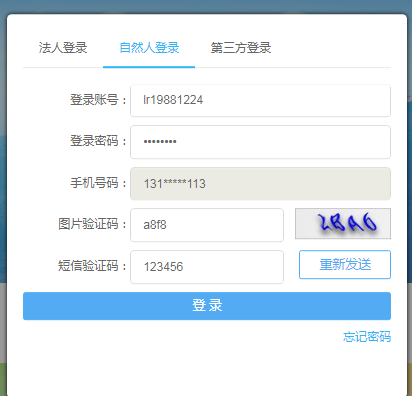 法人登录 自然人登录 第三方登录
登录账号： lr19881224
登录密码： ••••••••
手机号码： 131*****113
图片验证码： a8f8
短信验证码： 123456 重新发送
登 录
忘记密码